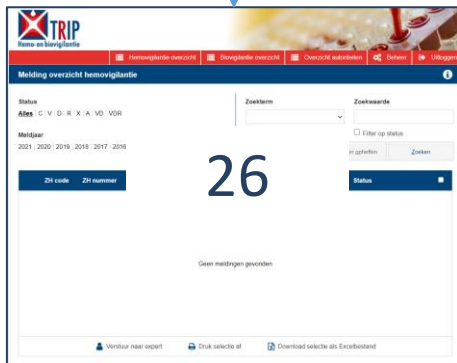 TRIP
Hemo- en biovigilantie
Hemovigilantie overzicht Biovigilantie overzicht Overzicht autoriteiten Beheer Uitloggen
Melding overzicht hemovigilantie
Status Zoekterm Zoekwaarde
Alles C V D R X A VD VDR
Filter op status
Meldjaar
2021 2020 2019 2018 2017 2016
opheffen Zoeken
26
ZH code ZH nummer Status
Geen meldingen gevonden
Verstuur naar expert Druk selectie af Download selectie als Excelbestand